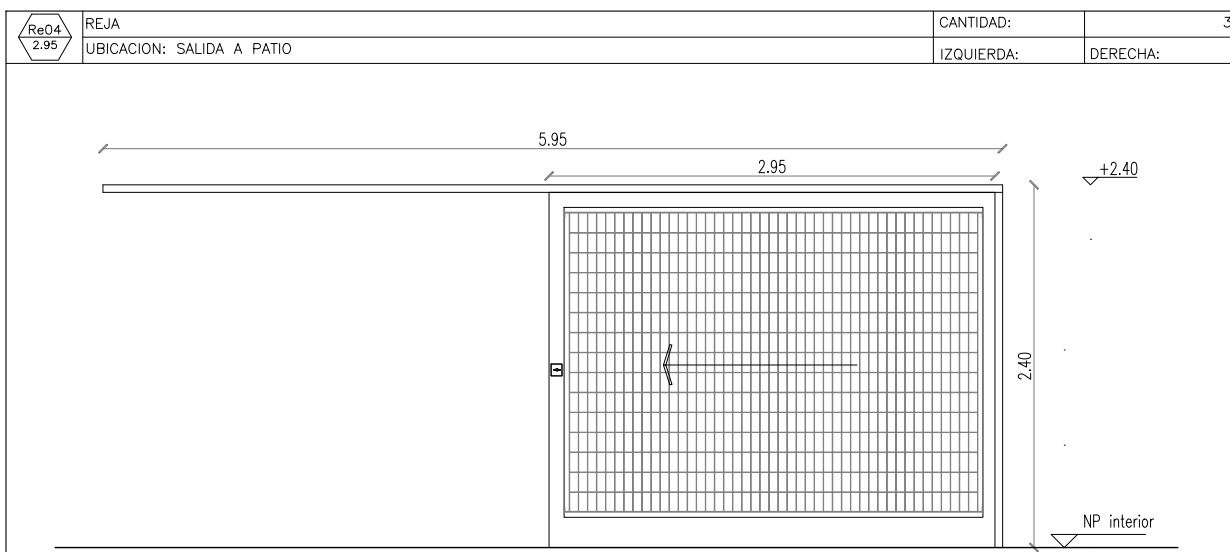 Re04
2.95
REJA
CANTIDAD:
3
UBICACION: SALIDA A PATIO
IZQUIERDA:
DERECHA:
5.95
2.95
+2.40
2.40
NP interior